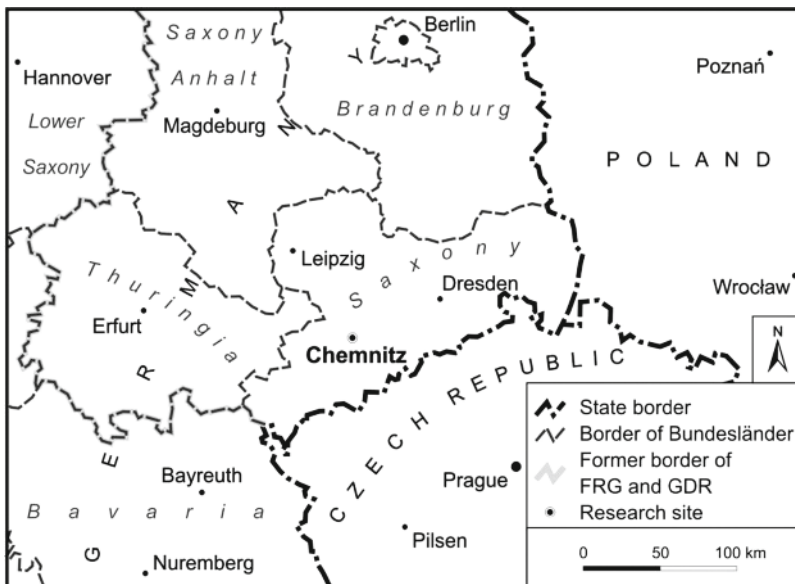 Saxony
Anhalt
Berlin
Hannover
Poznań
Brandenburg
Lower
Saxony
Magdeburg
POLAND
GERMANY
Leipzig
Saxony
Thuringia
Dresden
Wrocław
Erfurt
Chemnitz
CZECH REPUBLIC
N
State border
Border of Bundesländer
Former border of
FRG and GDR
Research site
Bayreuth
Prague
Bavaria
Pilsen
Nuremberg
0 50 100 km